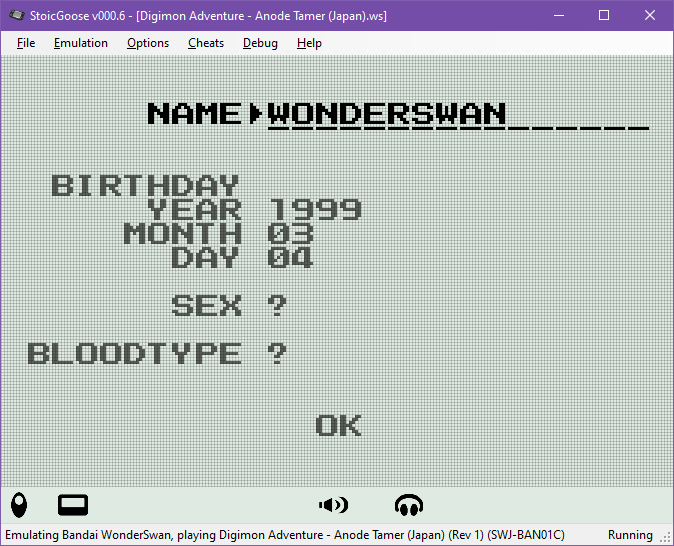 StoicGoose v000.6 - [Digimon Adventure - Anode Tamer (Japan).ws]
File Emulation Options Cheats Debug Help
NAME WONDERSWAN
BIRTHDAY
YEAR 1999
MONTH 03
DAY 04
SEX ?
BLOODTYPE ?
OK
Emulating Bandai WonderSwan, playing Digimon Adventure - Anode Tamer (Japan) (Rev 1) (SWJ-BAN01C) Running